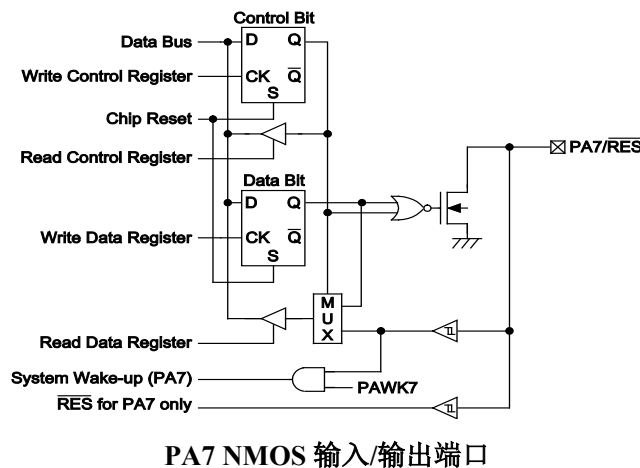 Control Bit
Data Bus
D Q
Write Control Register
CK Q̅
S
Chip Reset
Read Control Register
PA7/R̅E̅S̅
Data Bit
D Q
Write Data Register
CK Q̅
S
M
U
X
Read Data Register
System Wake-up (PA7)
PAWK7
R̅E̅S̅ for PA7 only
PA7 NMOS 输入/输出端口